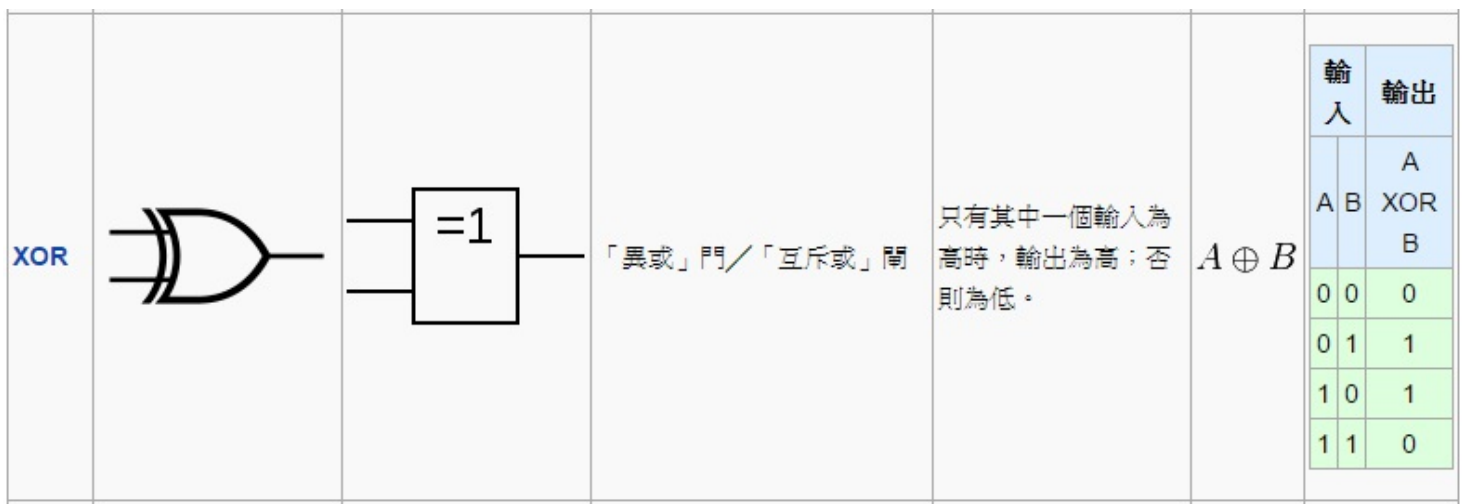 XOR
=1
「異或」門／「互斥或」閘
只有其中一個輸入為
高時，輸出為高；否
則為低。
A ⊕ B
輸入 輸出
A B A XOR B
0 0 0
0 1 1
1 0 1
1 1 0